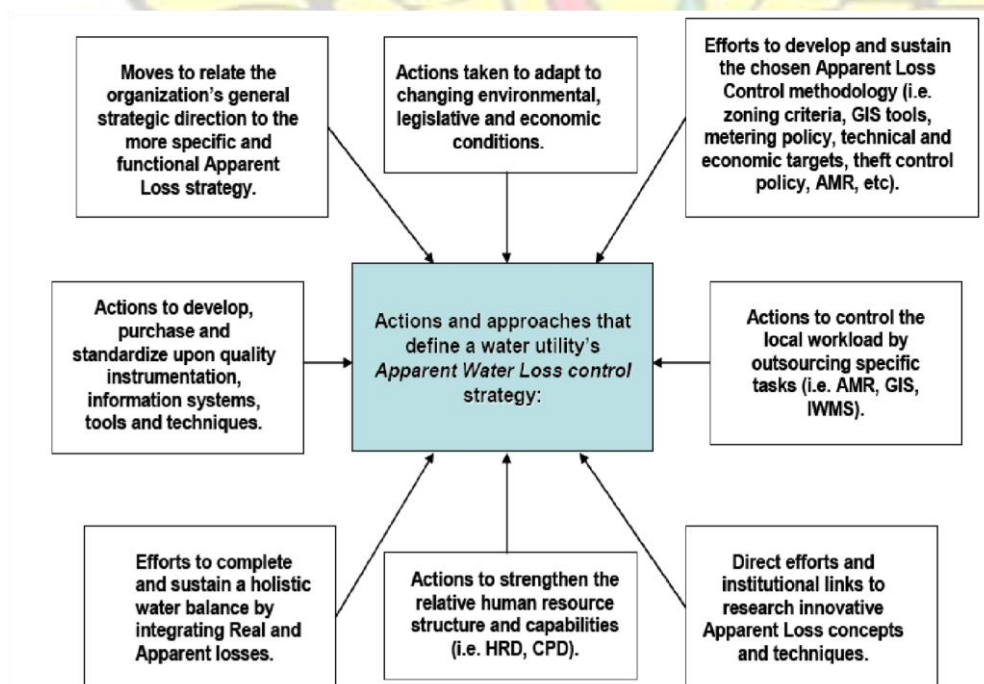 Moves to relate the
organization's general
strategic direction to the
more specific and
functional Apparent
Loss strategy.
Actions taken to adapt to
changing environmental,
legislative and economic
conditions.
Efforts to develop and sustain
the chosen Apparent Loss
Control methodology (i.e.
zoning criteria, GIS tools,
metering policy, technical and
economic targets, theft control
policy, AMR, etc).
Actions to develop,
purchase and
standardize upon quality
instrumentation,
information systems,
tools and techniques.
Actions and approaches that
define a water utility's
Apparent Water Loss control
strategy:
Actions to control the
local workload by
outsourcing specific
tasks (i.e. AMR, GIS,
IWMS).
Efforts to complete
and sustain a holistic
water balance by
integrating Real and
Apparent losses.
Actions to strengthen the
relative human resource
structure and capabilities
(i.e. HRD, CPD).
Direct efforts and
institutional links to
research innovative
Apparent Loss concepts
and techniques.